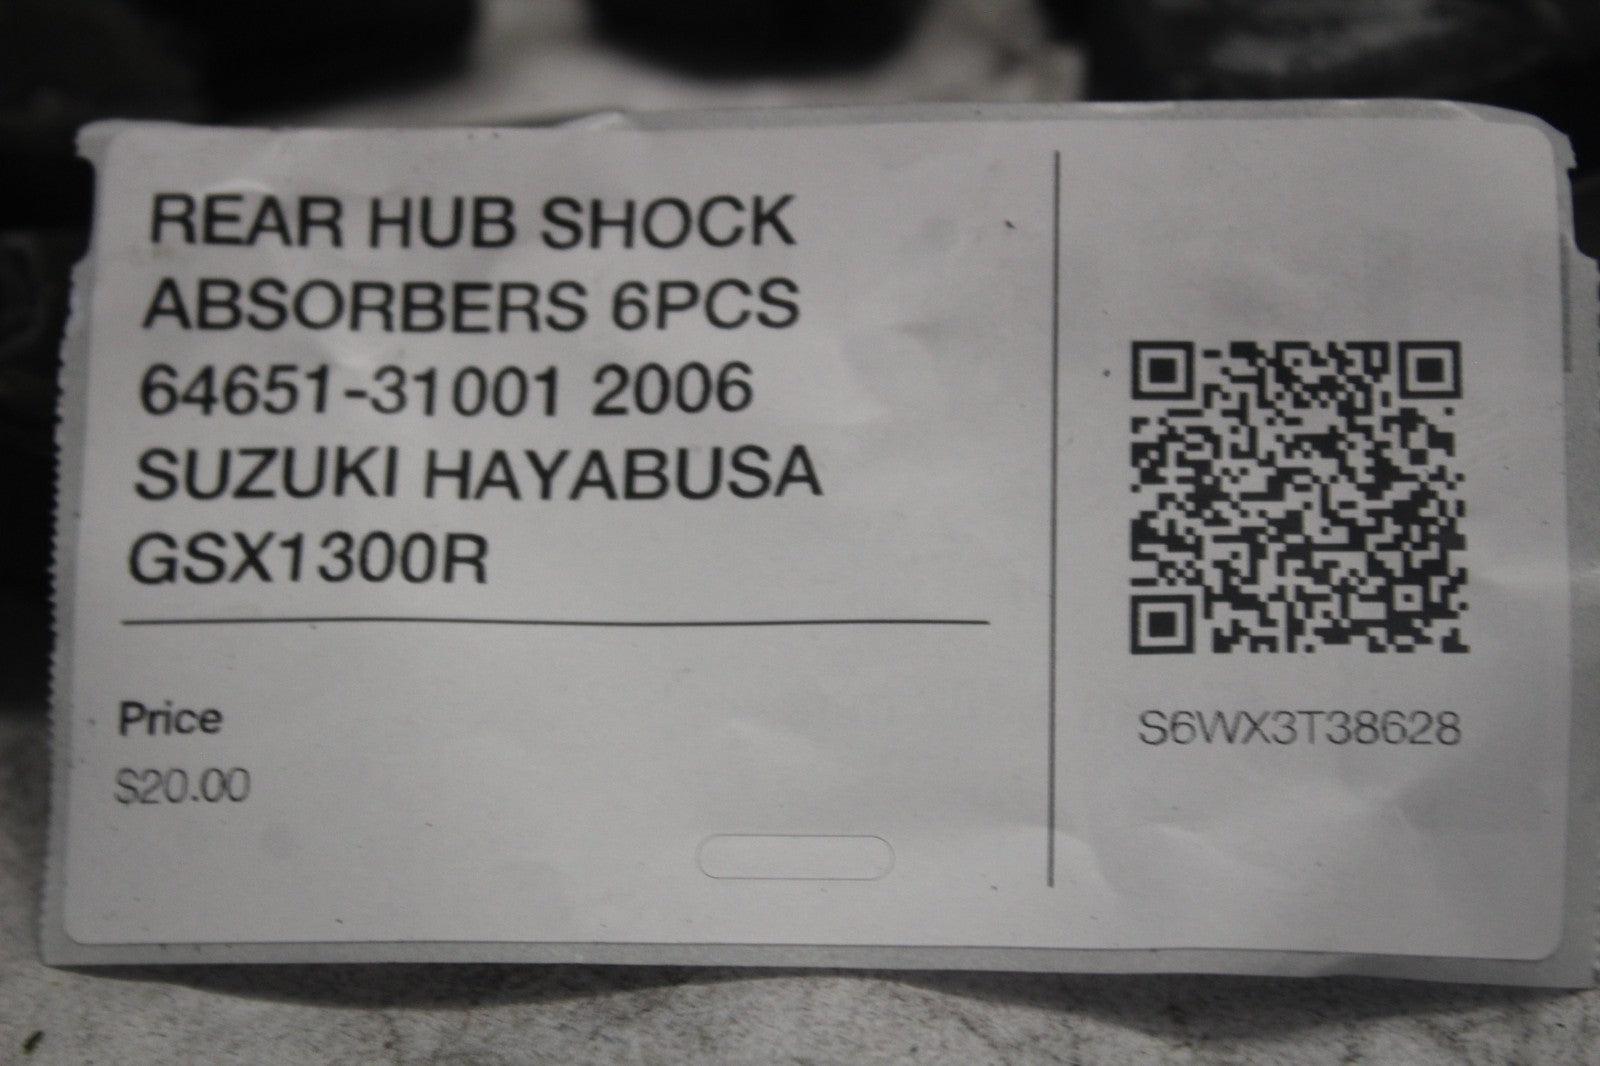 REAR HUB SHOCK
ABSORBERS 6PCS
64651-31001 2006
SUZUKI HAYABUSA
GSX1300R
Price
$20.00
S6WX3T38628